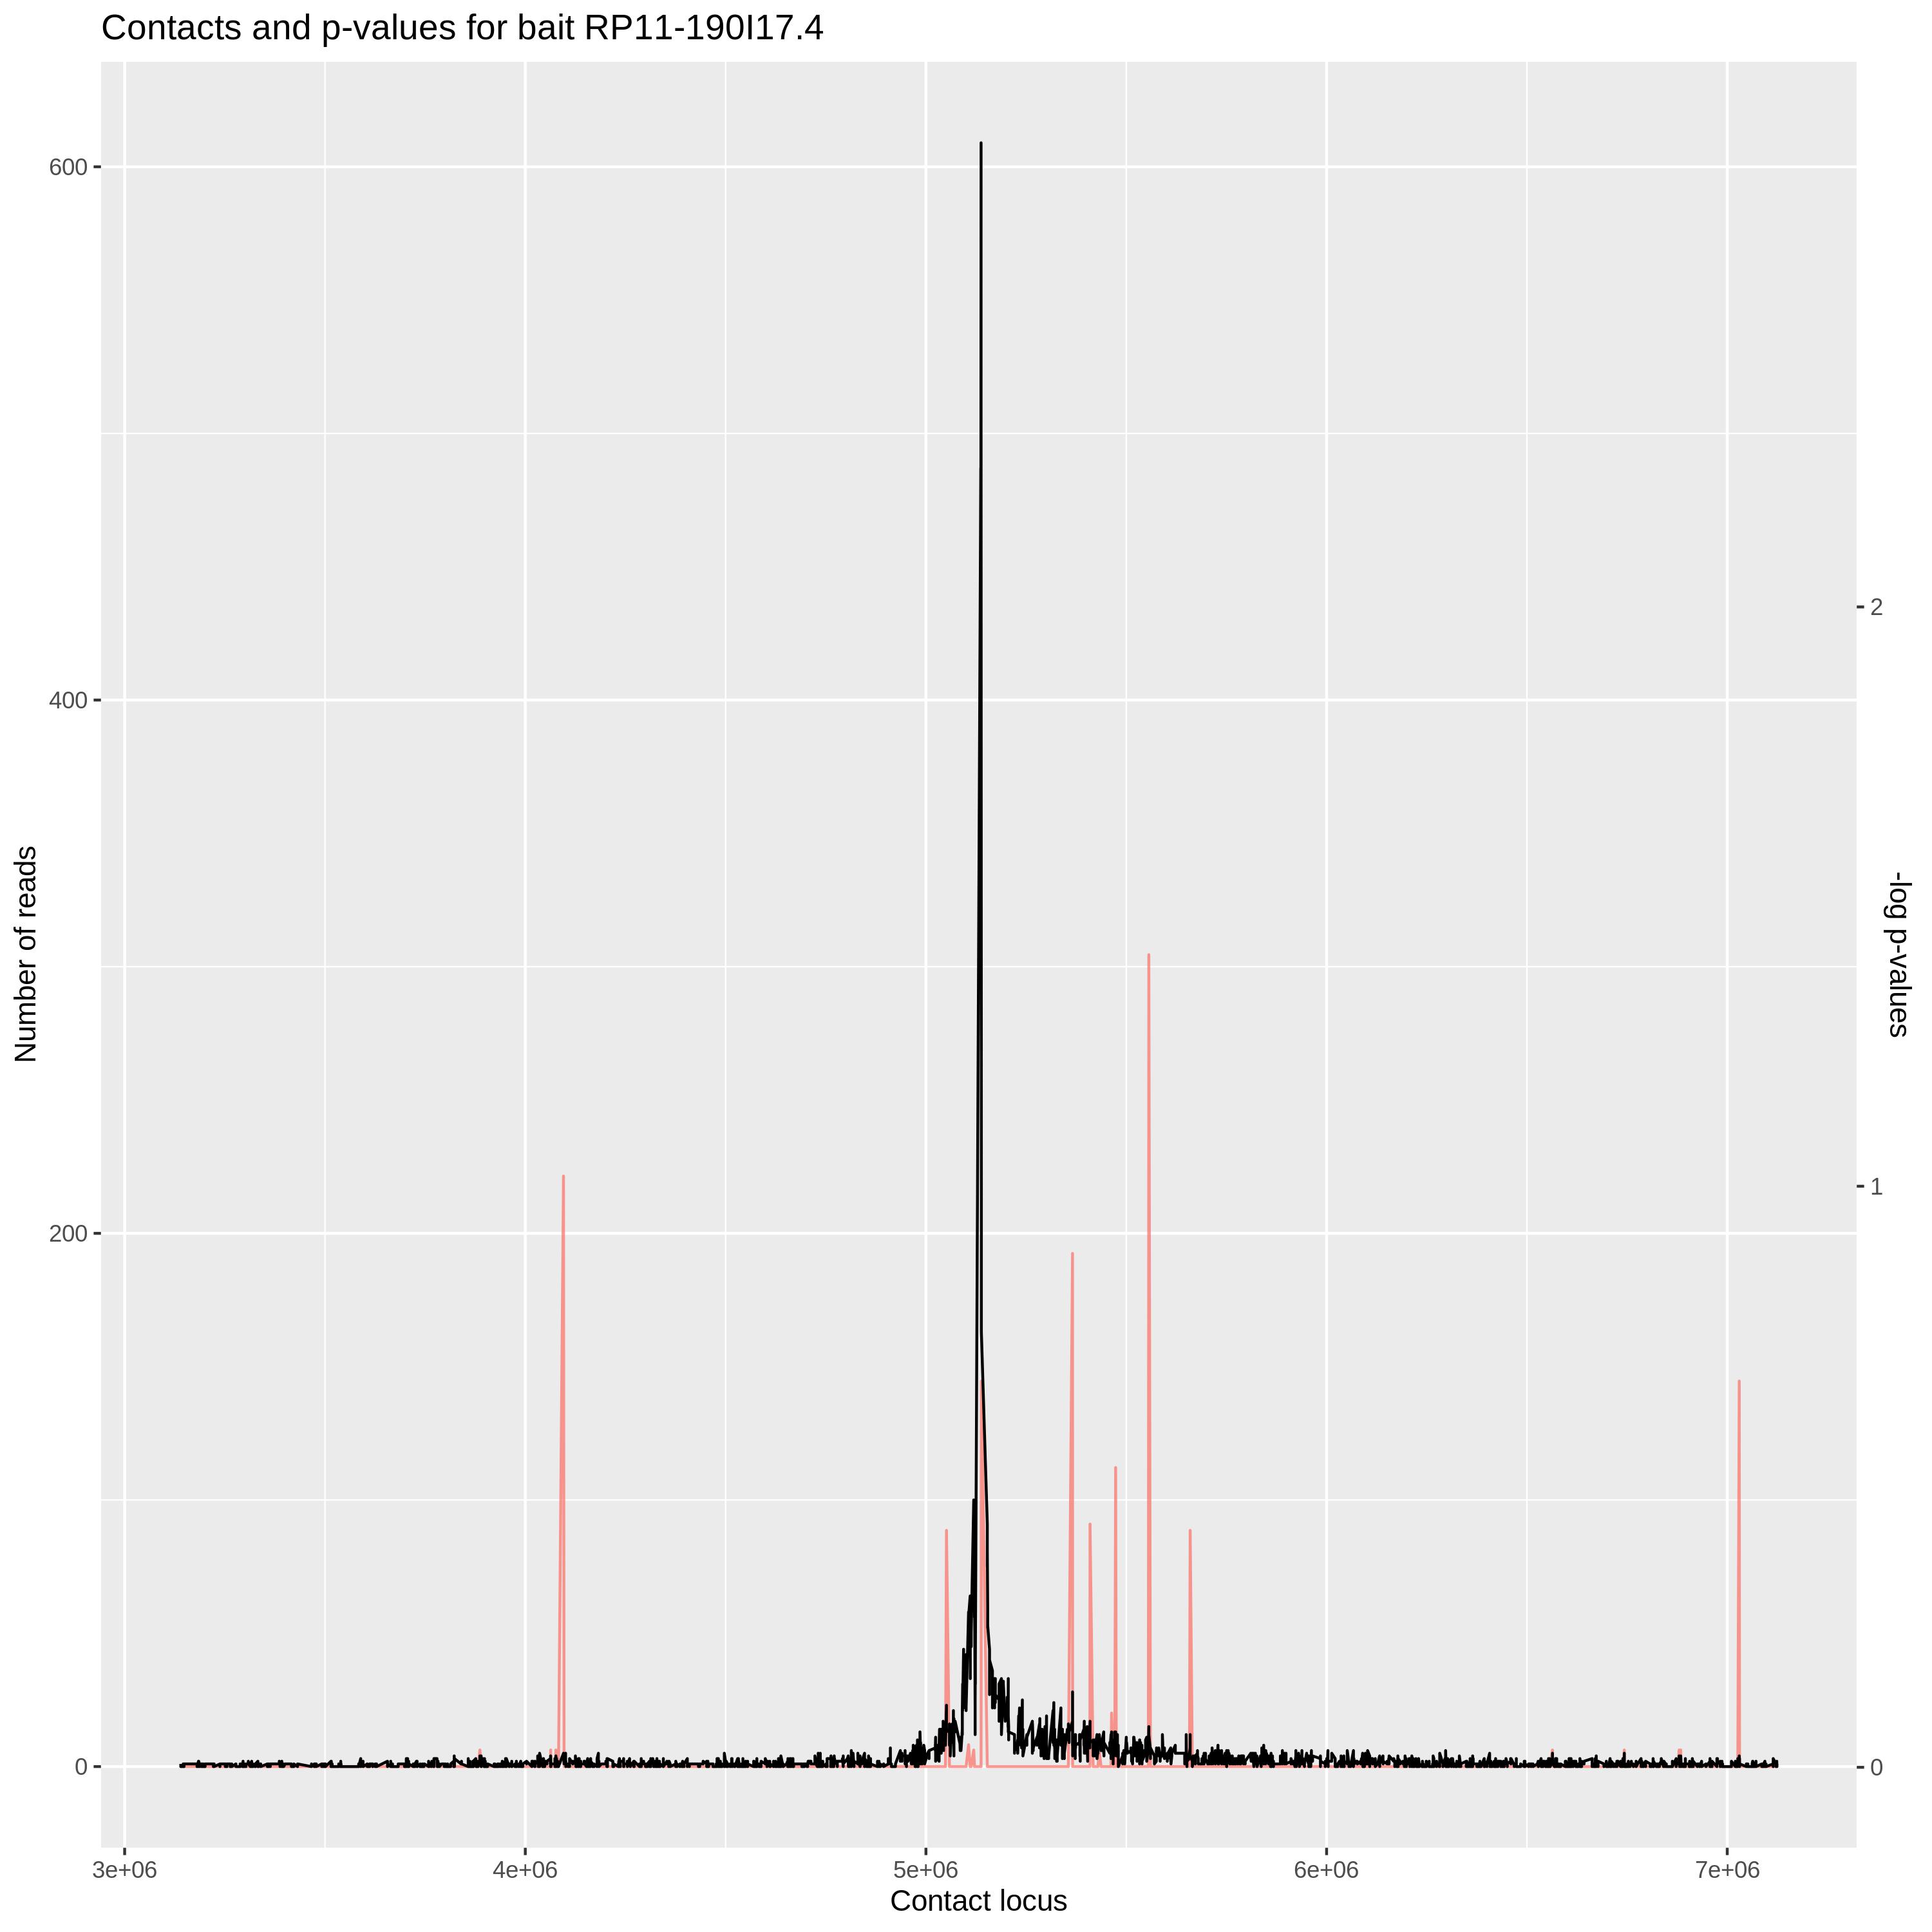 Contacts and p-values for bait RP11-190I17.4
600
400
200
0
Number of reads
2
1
0
-log p-values
3e+06
4e+06
5e+06
6e+06
7e+06
Contact locus